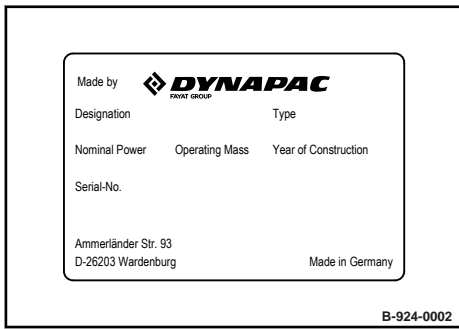 Made by DYNAPAC
FAYAT GROUP
Designation Type
Nominal Power Operating Mass Year of Construction
Serial-No.
Ammerländer Str. 93
D-26203 Wardenburg Made in Germany
B-924-0002